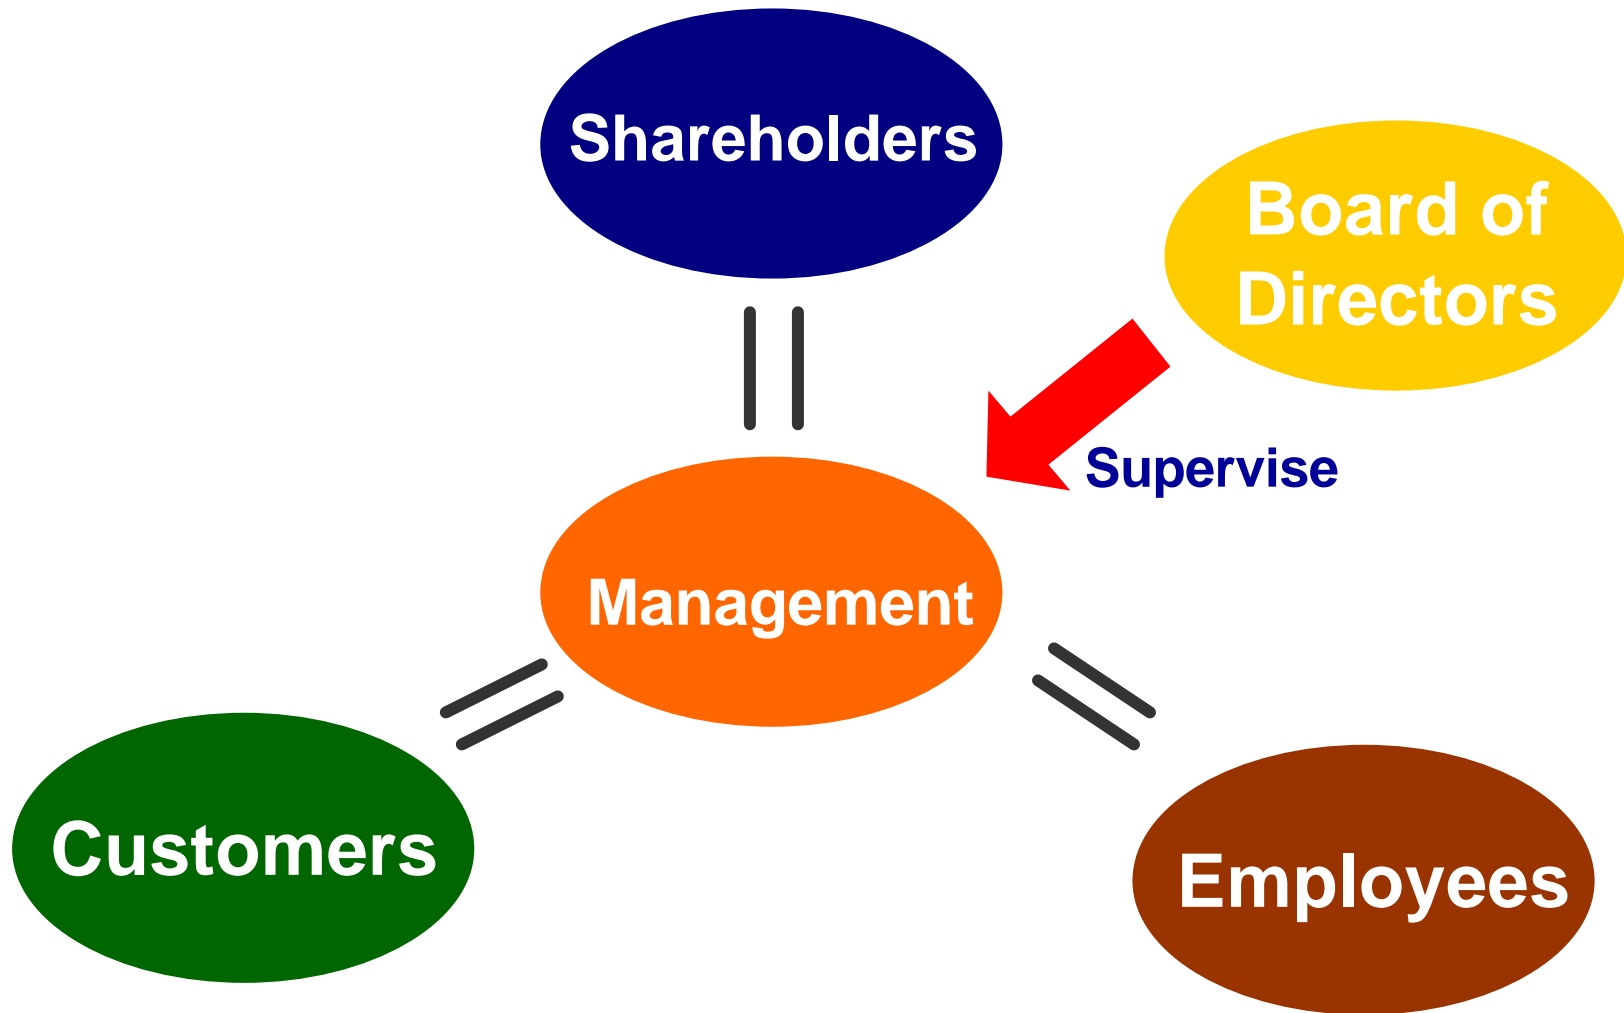 Shareholders
Board of
Directors
Supervise
Management
Customers
Employees